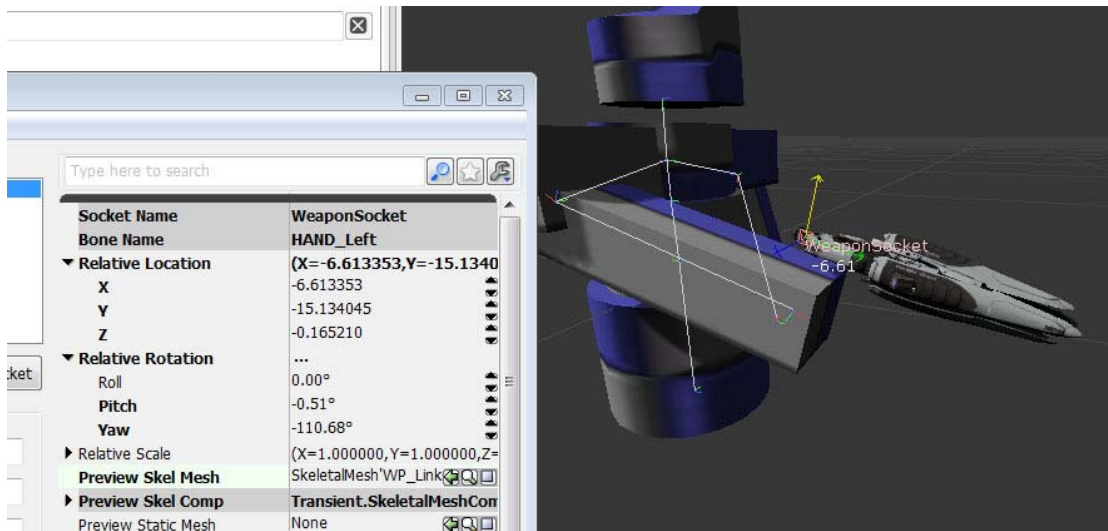 Type here to search
Socket Name WeaponSocket
Bone Name HAND_Left
Relative Location (X=-6.613353,Y=-15.1340
X -6.613353
Y -15.134045
Z -0.165210
Relative Rotation ...
Roll 0.00°
Pitch -0.51°
Yaw -110.68°
Relative Scale (X=1.000000,Y=1.000000,Z=
Preview Skel Mesh SkeletalMesh'WP_Link
Preview Skel Comp Transient.SkeletalMeshCom
Preview Static Mesh None
cket
WeaponSocket
-6.61